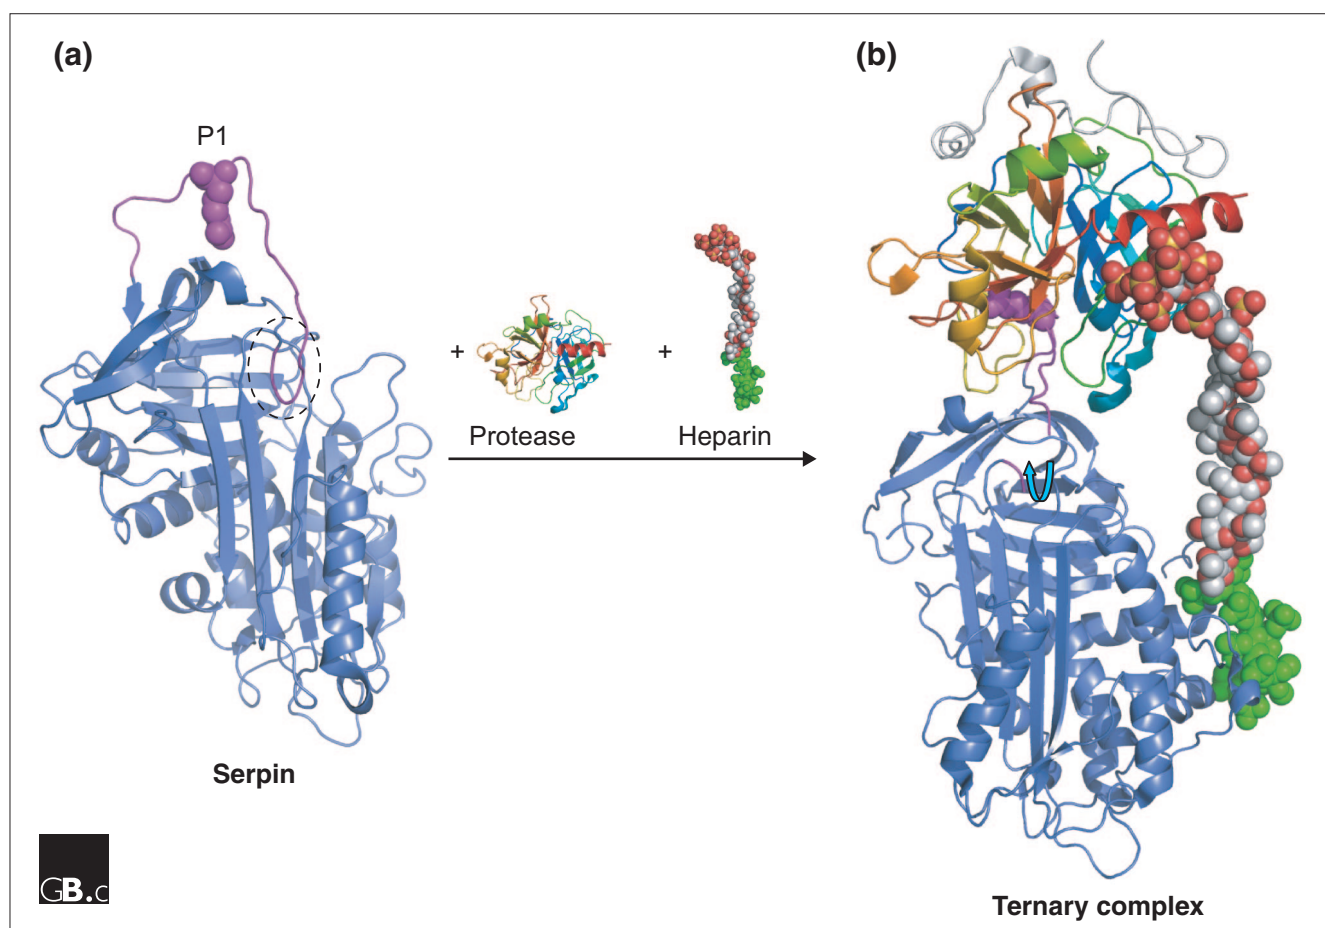 (a)
(b)
P1
+
+
Protease
Heparin
Serpin
Ternary complex
GB.c